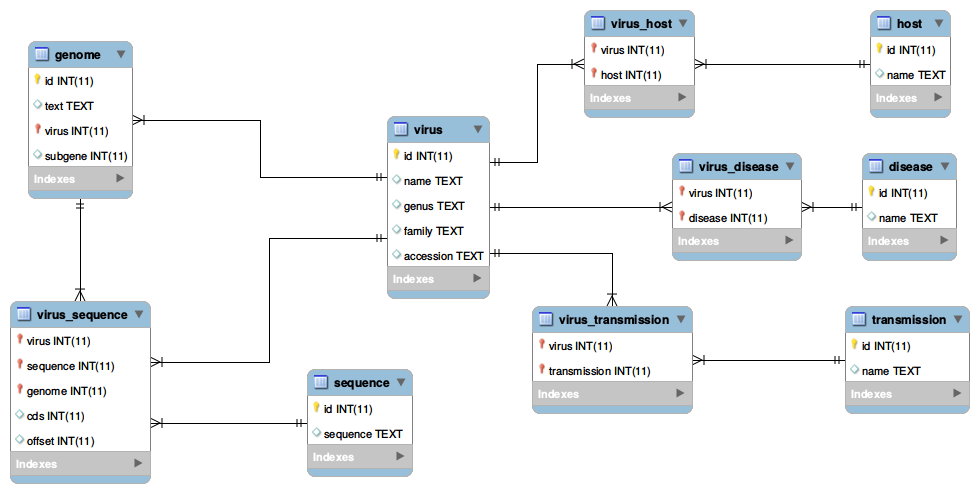 genome
id INT(11)
text TEXT
virus INT(11)
subgene INT(11)
Indexes
virus
id INT(11)
name TEXT
genus TEXT
family TEXT
accession TEXT
Indexes
virus_host
virus INT(11)
host INT(11)
Indexes
host
id INT(11)
name TEXT
Indexes
virus_disease
virus INT(11)
disease INT(11)
Indexes
disease
id INT(11)
name TEXT
Indexes
virus_sequence
virus INT(11)
sequence INT(11)
genome INT(11)
cds INT(11)
offset INT(11)
Indexes
sequence
id INT(11)
sequence TEXT
Indexes
virus_transmission
virus INT(11)
transmission INT(11)
Indexes
transmission
id INT(11)
name TEXT
Indexes